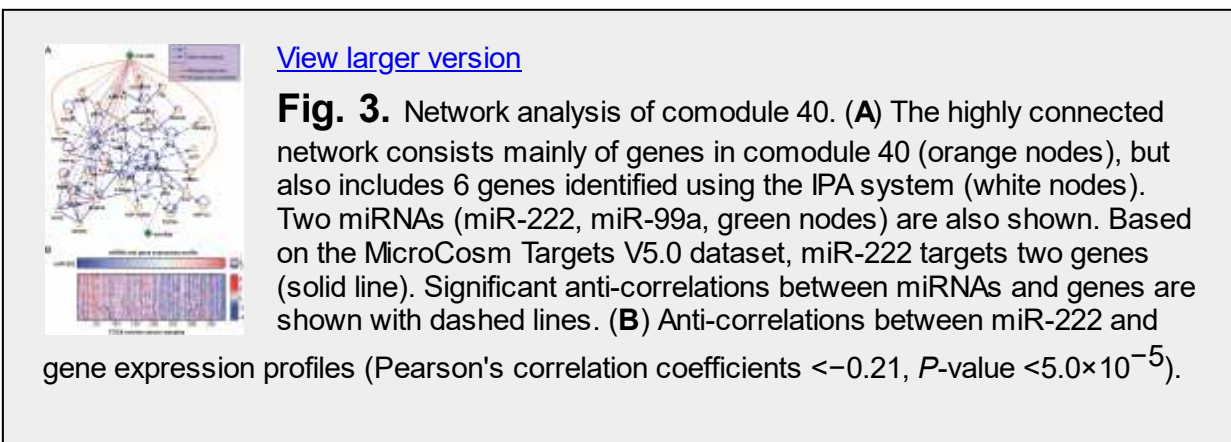 A
B
View larger version
Fig. 3. Network analysis of comodule 40. (A) The highly connected
network consists mainly of genes in comodule 40 (orange nodes), but
also includes 6 genes identified using the IPA system (white nodes).
Two miRNAs (miR-222, miR-99a, green nodes) are also shown. Based
on the MicroCosm Targets V5.0 dataset, miR-222 targets two genes
(solid line). Significant anti-correlations between miRNAs and genes are
shown with dashed lines. (B) Anti-correlations between miR-222 and
gene expression profiles (Pearson's correlation coefficients <−0.21, P-value <5.0×10−5).